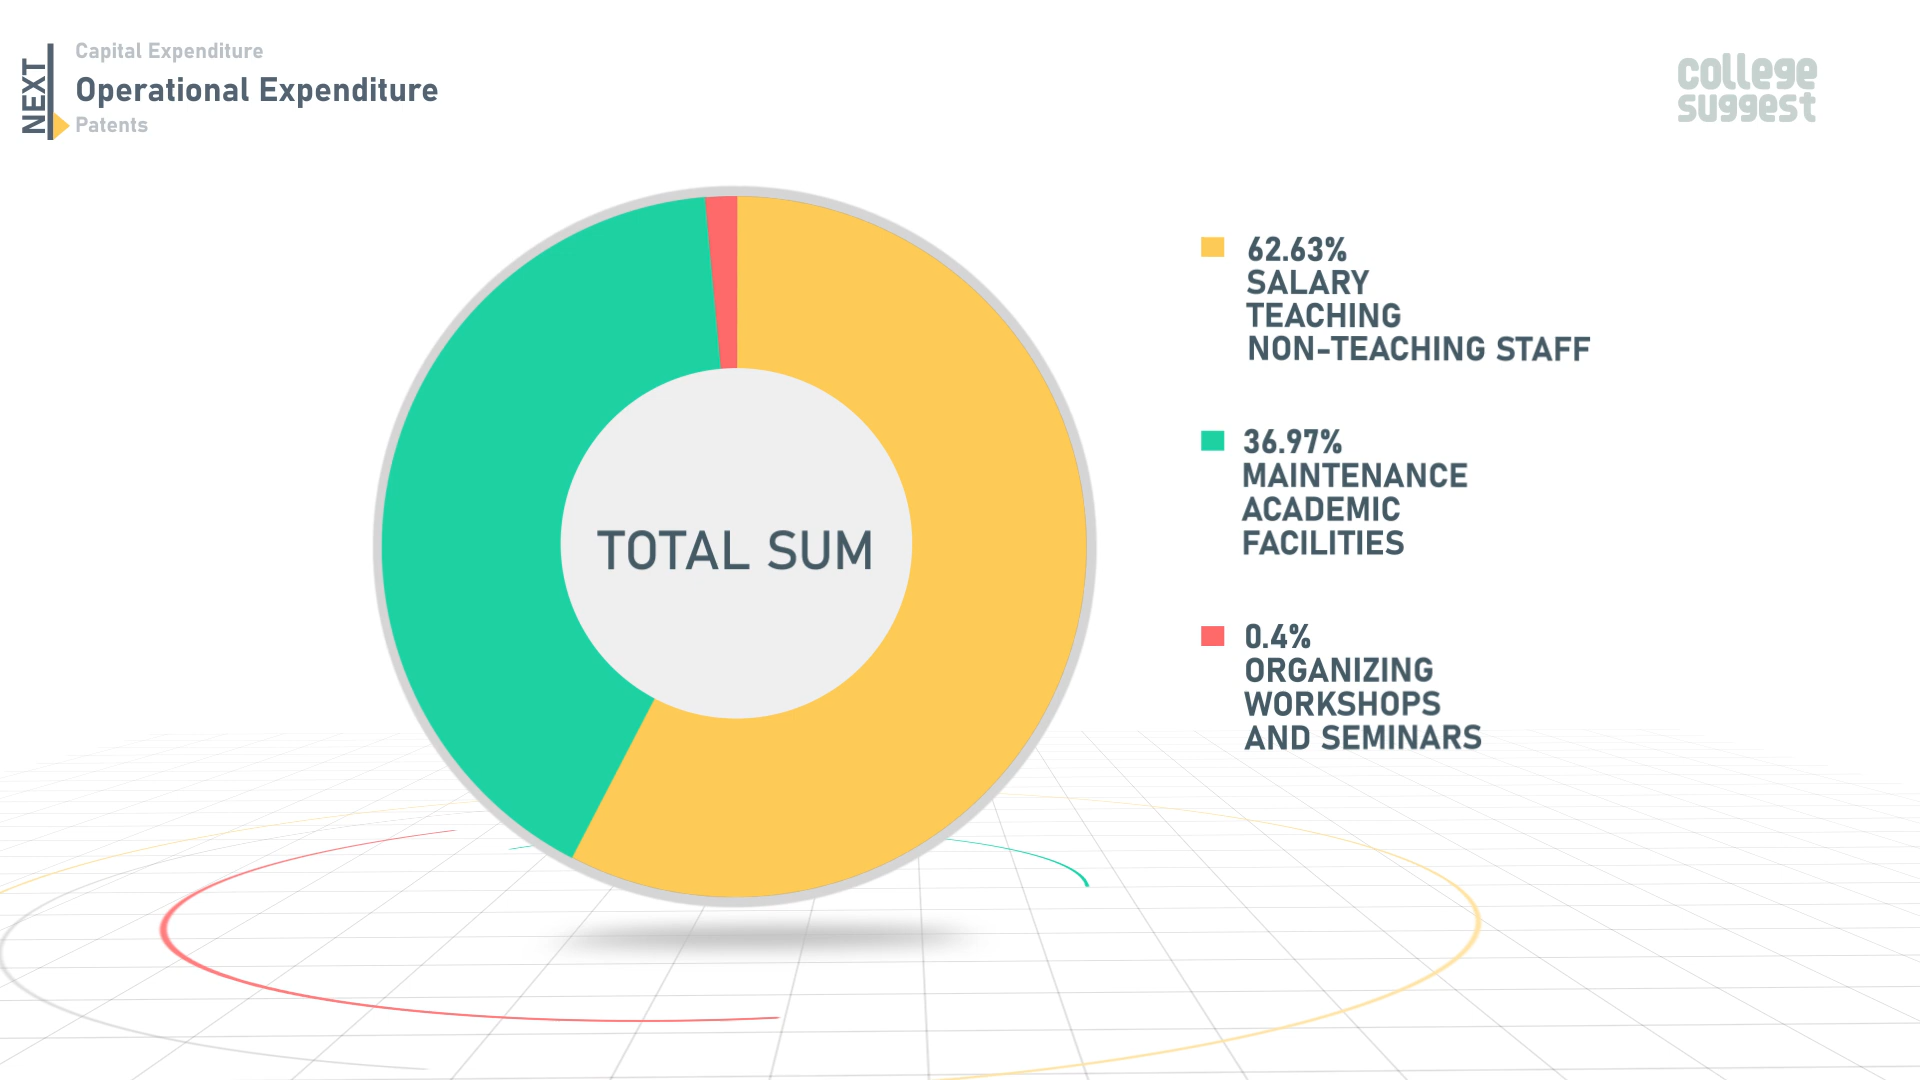 NEXT
Capital Expenditure
Operational Expenditure
Patents
college
suggest
TOTAL SUM
62.63%
SALARY
TEACHING
NON-TEACHING STAFF
36.97%
MAINTENANCE
ACADEMIC
FACILITIES
0.4%
ORGANIZING
WORKSHOPS
AND SEMINARS